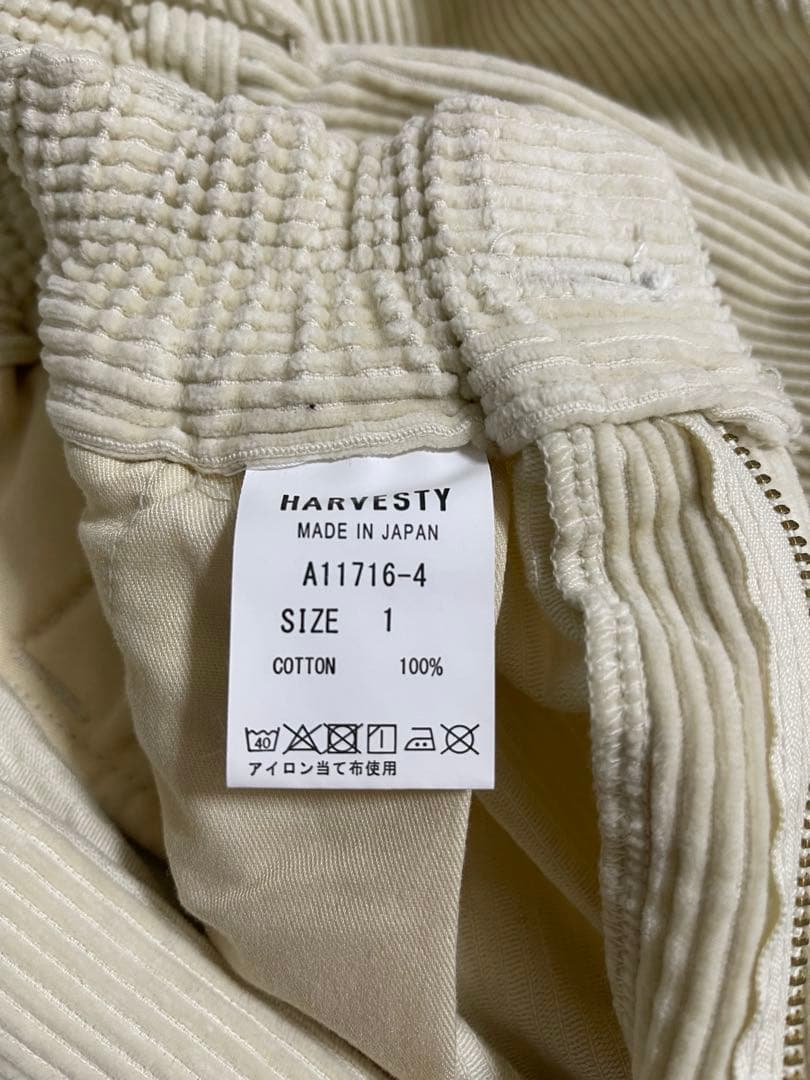 HARVESTY
MADE IN JAPAN
A11716-4
SIZE 1
COTTON 100%
40
アイロン当て布使用